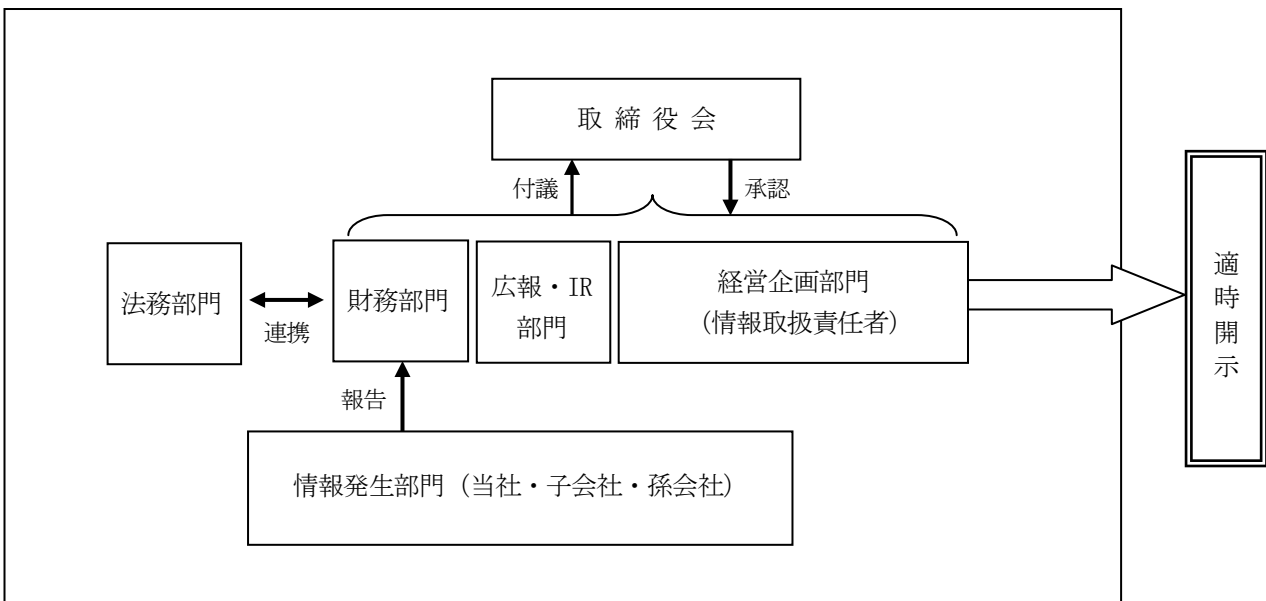 取 締 役 会
付議
承認
法務部門
連携
財務部門
広報・IR
部門
経営企画部門
(情報取扱責任者)
適時開示
報告
情報発生部門 (当社・子会社・孫会社)